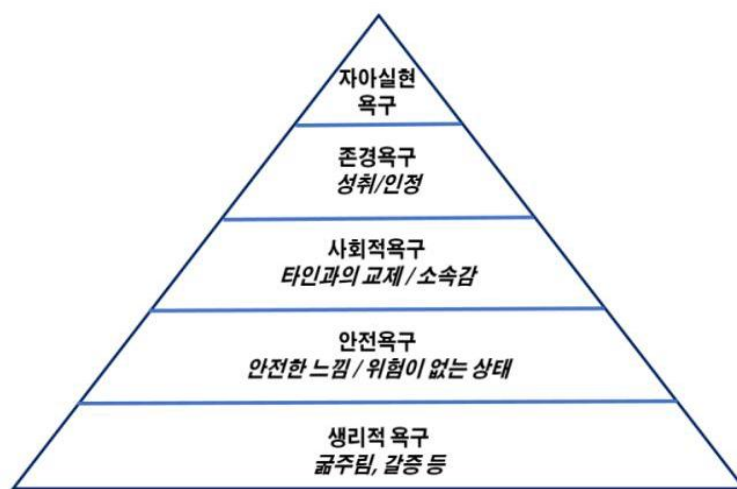 자아실현
욕구
존경욕구
성취/인정
사회적욕구
타인과의 교제 / 소속감
안전욕구
안전한 느낌 / 위험이 없는 상태
생리적 욕구
굶주림, 갈증 등